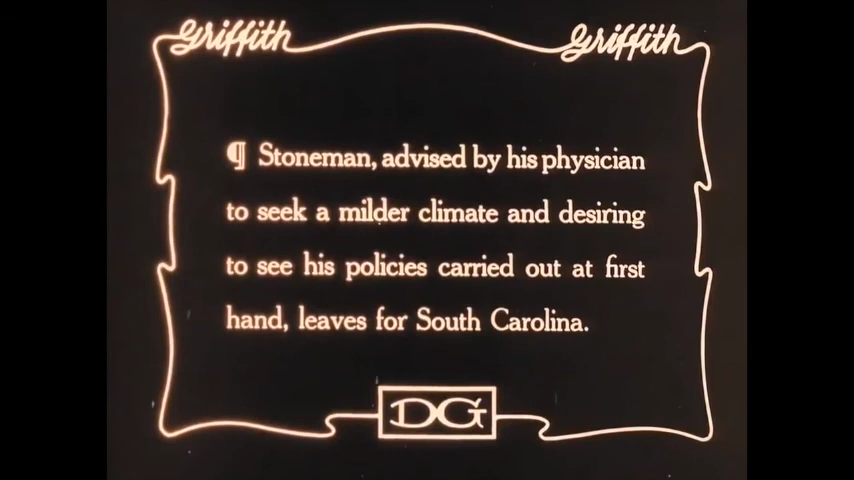 Griffith Griffith
¶ Stoneman, advised by his physician
to seek a milder climate and desiring
to see his policies carried out at first
hand, leaves for South Carolina.
DG